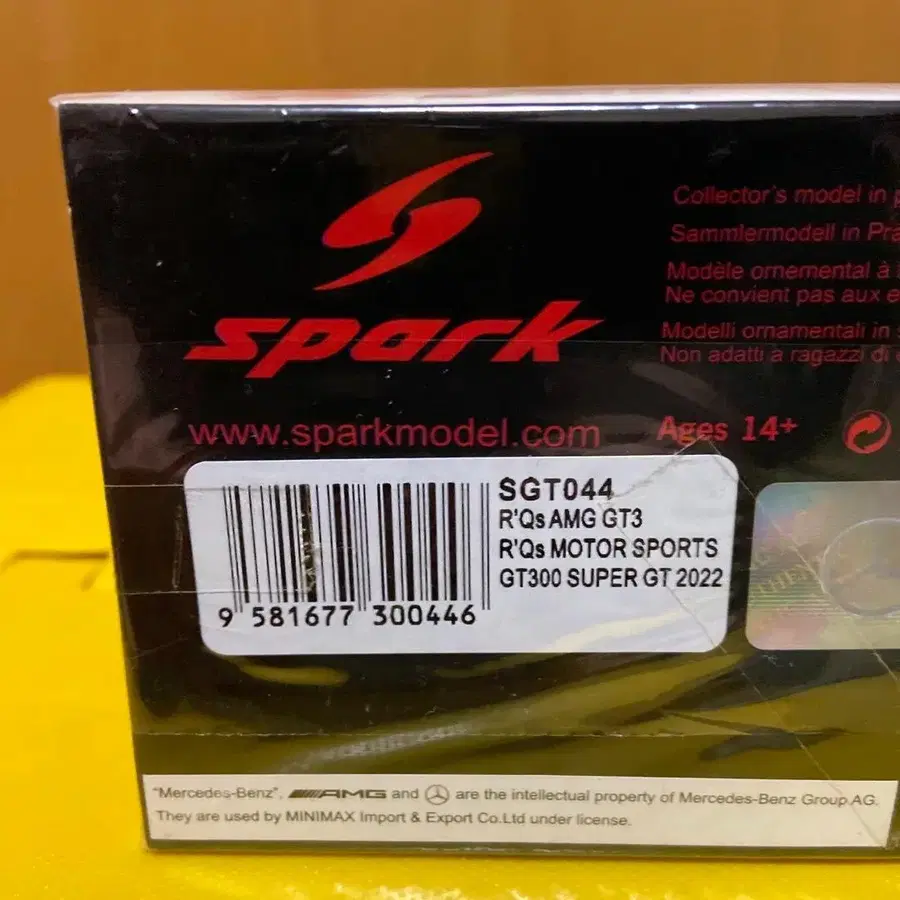 spark
www.sparkmodel.com
Collector's model in
Sammlermodell in
Modèle ornemental à
Ne convient pas aux
Modelli ornamentali in
Non adatti a ragazzi di
Ages 14+
SGT044
R'Qs AMG GT3
R'Qs MOTOR SPORTS
GT300 SUPER GT 2022
9 581677 300446
"Mercedes-Benz", AMG and are the intellectual property of Mercedes-Benz Group AG.
They are used by MINIMAX Import & Export Co.Ltd under license.